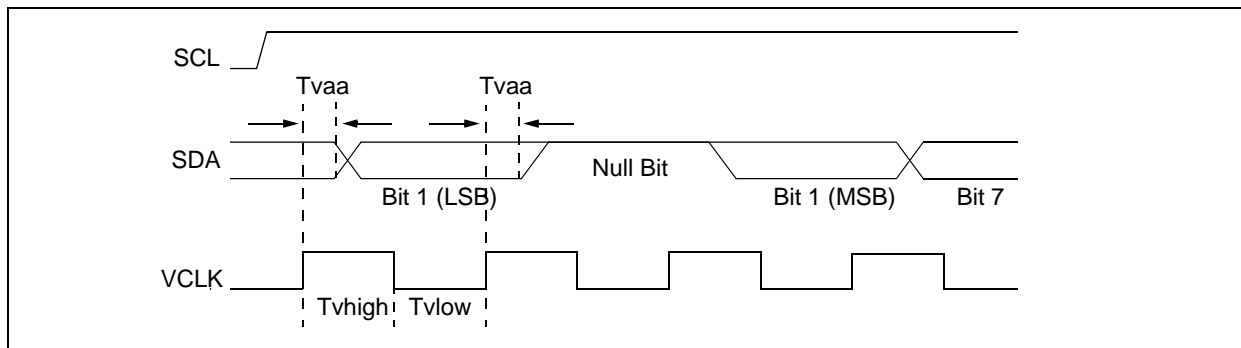 SCL
Tvaa Tvaa
SDA
Null Bit
Bit 1 (LSB) Bit 1 (MSB) Bit 7
VCLK
Tvhigh Tvlow